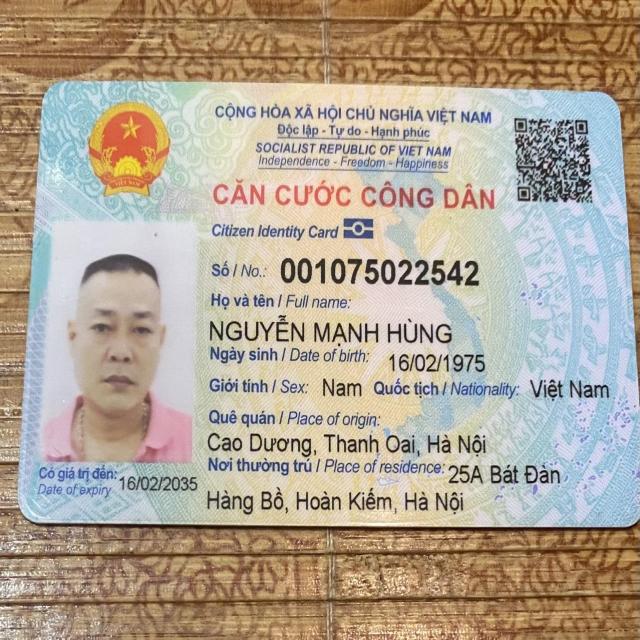 CỘNG HÒA XÃ HỘI CHỦ NGHĨA VIỆT NAM
Độc lập - Tự do - Hạnh phúc
SOCIALIST REPUBLIC OF VIET NAM
Independence - Freedom - Happiness
CĂN CƯỚC CÔNG DÂN
Citizen Identity Card
Số / No.: 001075022542
Họ và tên / Full name:
NGUYỄN MẠNH HÙNG
Ngày sinh / Date of birth: 16/02/1975
Giới tính / Sex: Nam Quốc tịch / Nationality: Việt Nam
Quê quán / Place of origin:
Cao Dương, Thanh Oai, Hà Nội
Nơi thường trú / Place of residence: 25A Bát Đàn
Hàng Bồ, Hoàn Kiếm, Hà Nội
Có giá trị đến: 16/02/2035
Date of expiry